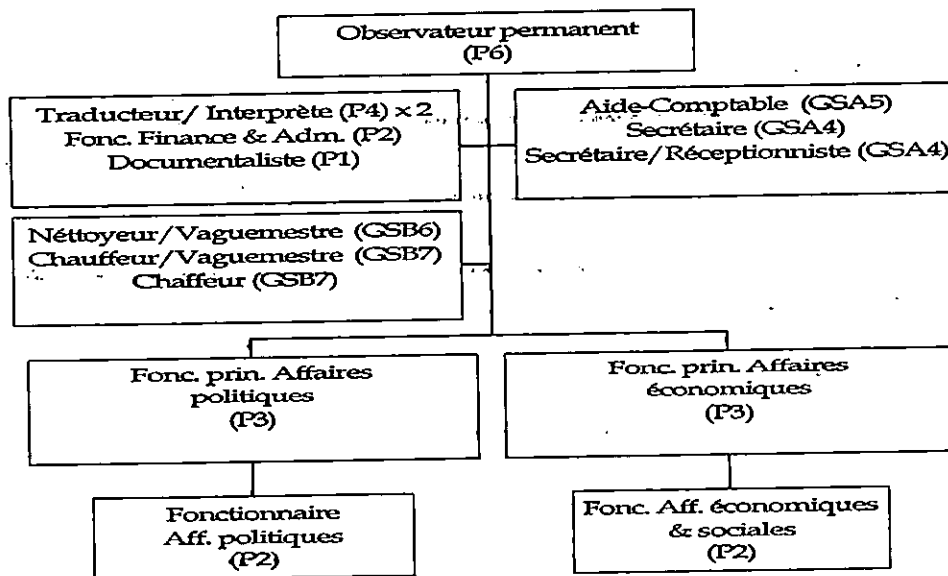 Observateur permanent
(P6)
Traducteur/ Interprète (P4) x 2
Fonc. Finance & Adm. (P2)
Documentaliste (P1)
Aide-Comptable (GSA5)
Secrétaire (GSA4)
Secrétaire/Réceptionniste (GSA4)
Néttoyeur/Vaguemestre (GSB6)
Chauffeur/Vaguemestre (GSB7)
Chaffeur (GSB7)
Fonc. prin. Affaires
politiques
(P3)
Fonc. prin. Affaires
économiques
(P3)
Fonctionnaire
Aff. politiques
(P2)
Fonc. Aff. économiques
& sociales
(P2)